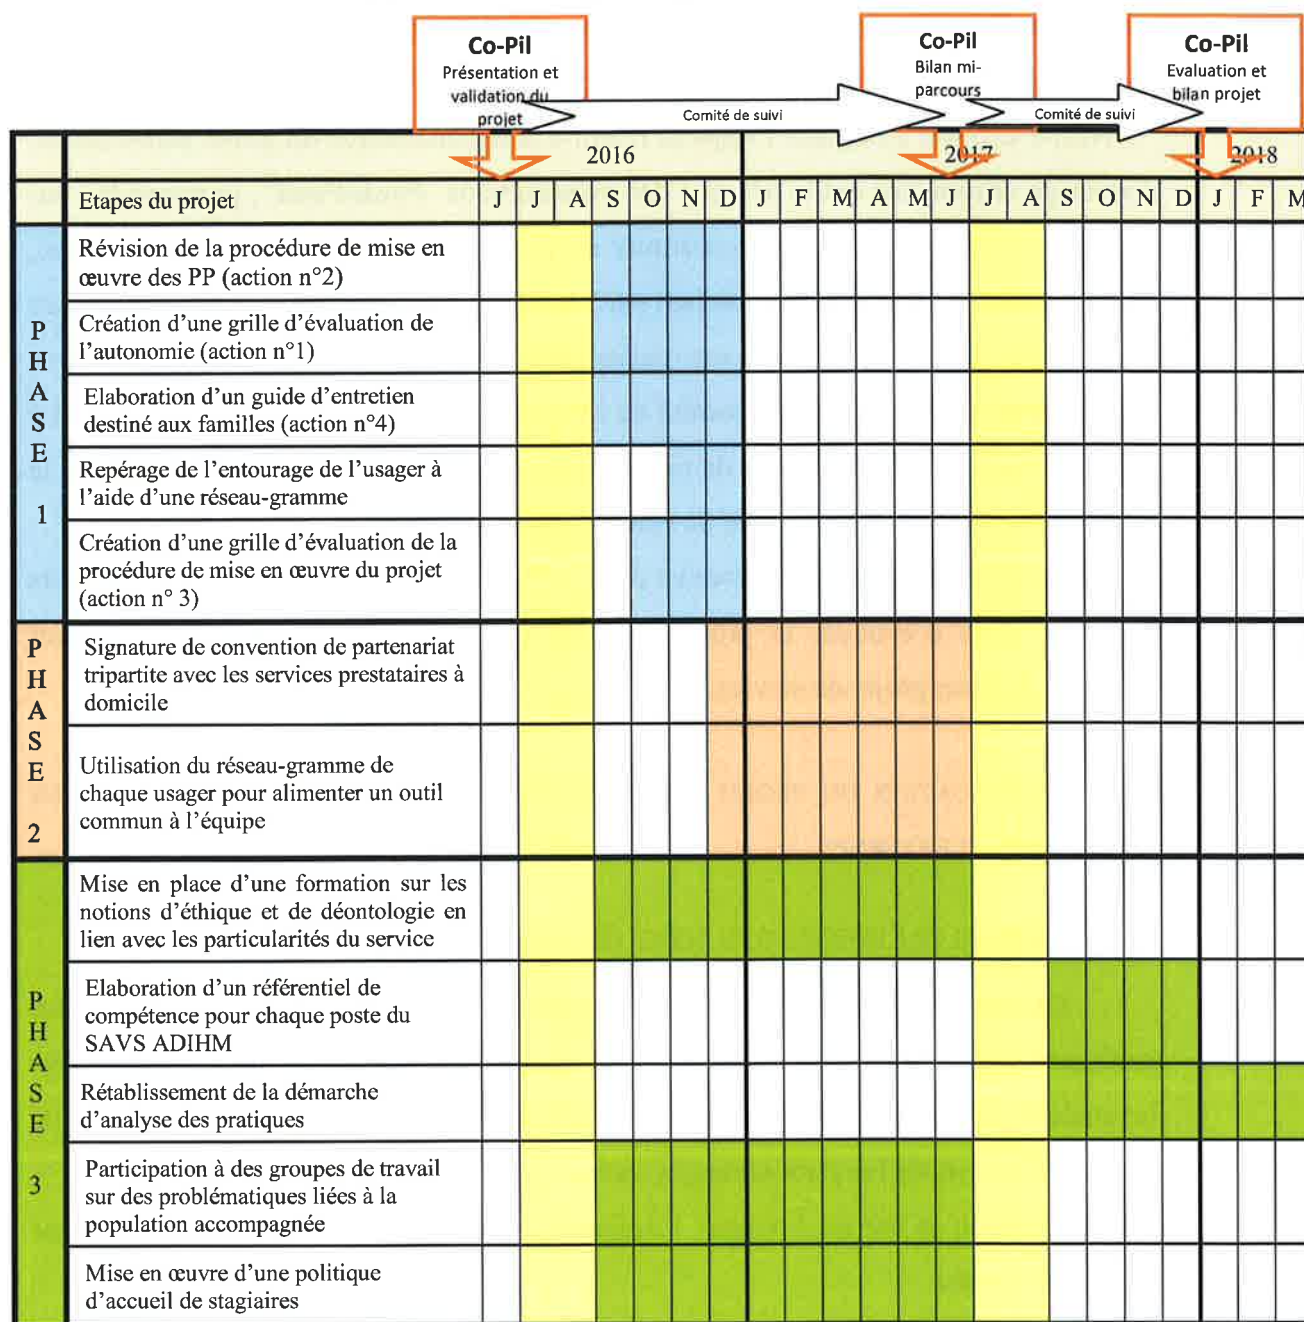 Co-Pil
Présentation et
validation du
projet
Co-Pil
Bilan mi-
parcours
Co-Pil
Evaluation et
bilan projet
Comité de suivi
Comité de suivi
2016
2017
2018
Etapes du projet
J J A S O N D J F M A M J J A S O N D J F M
PHASE 1
Révision de la procédure de mise en
œuvre des PP (action n°2)
Création d’une grille d’évaluation de
l’autonomie (action n°1)
Elaboration d’un guide d’entretien
destiné aux familles (action n°4)
Repérage de l’entourage de l’usager à
l’aide d’une réseau-gramme
Création d’une grille d’évaluation de la
procédure de mise en œuvre du projet
(action n° 3)
PHASE 2
Signature de convention de partenariat
tripartite avec les services prestataires à
domicile
Utilisation du réseau-gramme de
chaque usager pour alimenter un outil
commun à l’équipe
PHASE 3
Mise en place d’une formation sur les
notions d’éthique et de déontologie en
lien avec les particularités du service
Elaboration d’un référentiel de
compétence pour chaque poste du
SAVS ADIHM
Rétablissement de la démarche
d’analyse des pratiques
Participation à des groupes de travail
sur des problématiques liées à la
population accompagnée
Mise en œuvre d’une politique
d’accueil de stagiaires